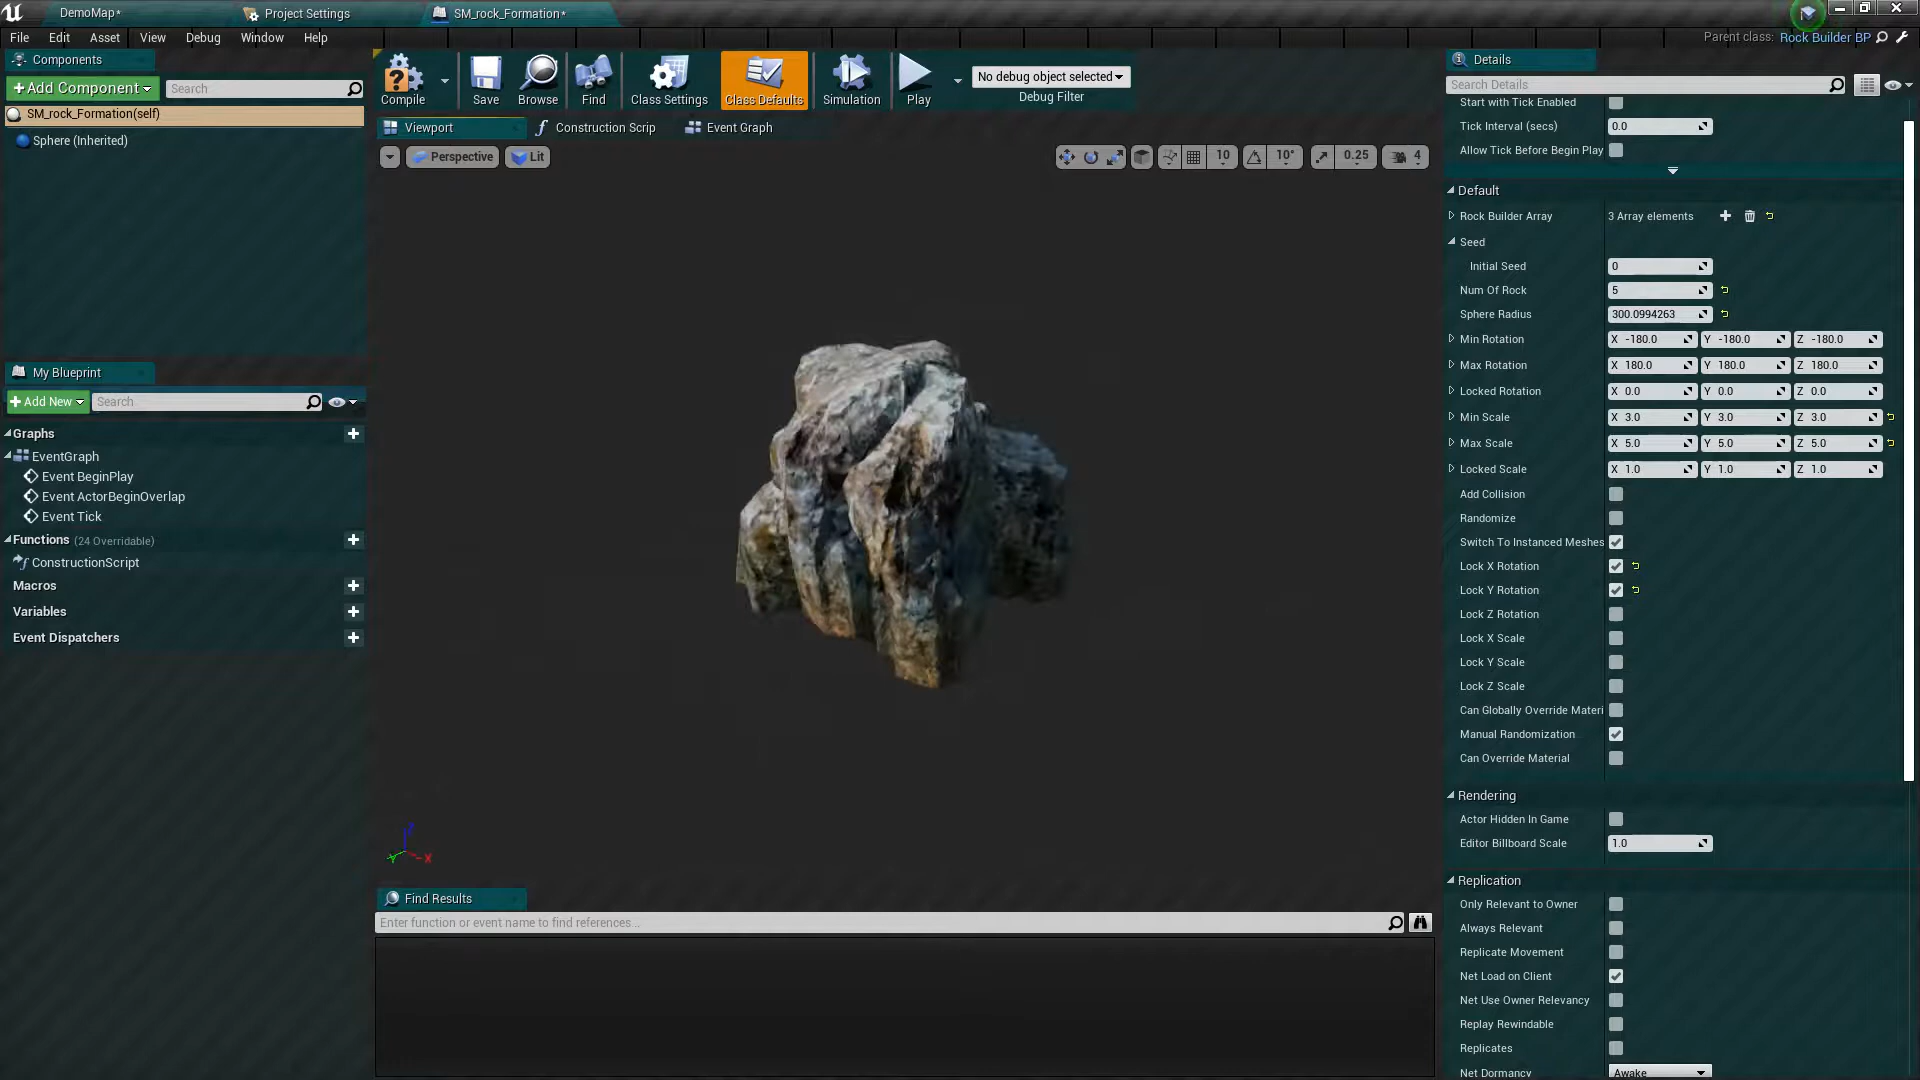 DemoMap*
Project Settings
SM_rock_Formation*
File Edit Asset View Debug Window Help
Parent class: Rock Builder BP
Components
+Add Component
Search
SM_rock_Formation(self)
Sphere (Inherited)
My Blueprint
+Add New
Search
Graphs
EventGraph
Event BeginPlay
Event ActorBeginOverlap
Event Tick
Functions (24 Overridable)
ConstructionScript
Macros
Variables
Event Dispatchers
Compile
Save
Browse
Find
Class Settings
Class Defaults
Simulation
Play
No debug object selected
Debug Filter
Viewport
Construction Scrip
Event Graph
Perspective
Lit
10
10°
0.25
4
Z
Y
X
Find Results
Enter function or event name to find references...
Details
Search Details
Start with Tick Enabled
Tick Interval (secs) 0.0
Allow Tick Before Begin Play
Default
Rock Builder Array 3 Array elements
Seed
Initial Seed 0
Num Of Rock 5
Sphere Radius 300.0994263
Min Rotation X -180.0 Y -180.0 Z -180.0
Max Rotation X 180.0 Y 180.0 Z 180.0
Locked Rotation X 0.0 Y 0.0 Z 0.0
Min Scale X 3.0 Y 3.0 Z 3.0
Max Scale X 5.0 Y 5.0 Z 5.0
Locked Scale X 1.0 Y 1.0 Z 1.0
Add Collision
Randomize
Switch To Instanced Meshes
Lock X Rotation
Lock Y Rotation
Lock Z Rotation
Lock X Scale
Lock Y Scale
Lock Z Scale
Can Globally Override Materi
Manual Randomization
Can Override Material
Rendering
Actor Hidden In Game
Editor Billboard Scale 1.0
Replication
Only Relevant to Owner
Always Relevant
Replicate Movement
Net Load on Client
Net Use Owner Relevancy
Replay Rewindable
Replicates
Net Dormancy Awake